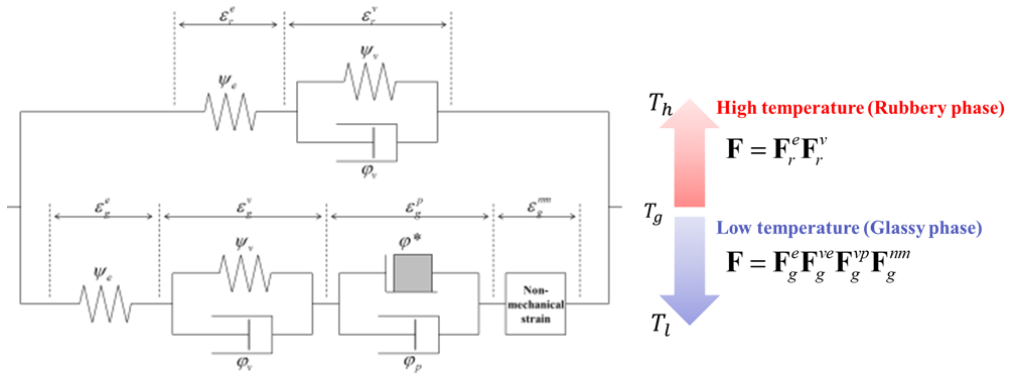 ε_r^e ε_r^v
ψ_e ψ_v
φ_v
ε_g^e ε_g^v ε_g^p ε_g^nm
ψ_e ψ_v φ*
φ_v φ_p
Non-
mechanical
strain
T_h High temperature (Rubbery phase)
F = F_r^e F_r^v
T_g
Low temperature (Glassy phase)
F = F_g^e F_g^ve F_g^vp F_g^nm
T_l